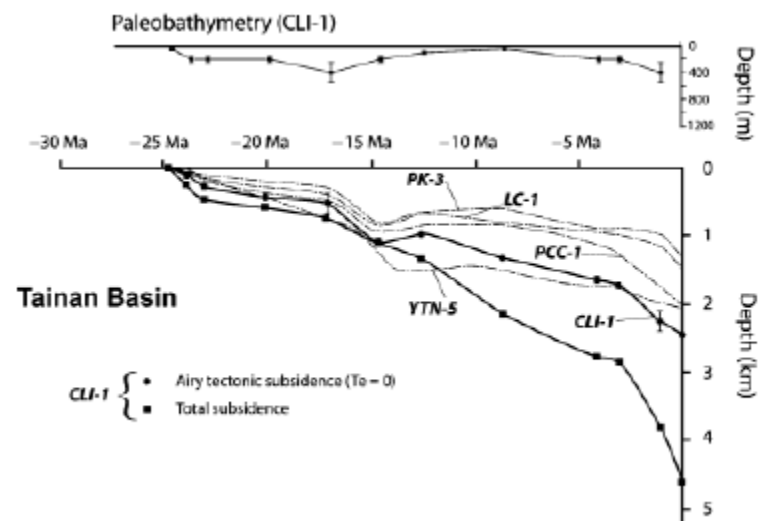 Paleobathymetry (CLI-1)
0
400
800
1200
Depth (m)
−30 Ma −25 Ma −20 Ma −15 Ma −10 Ma −5 Ma 0
PK-3
LC-1
1
PCC-1
Tainan Basin
YTN-5
CLI-1
2
Depth (km)
3
CLI-1
Airy tectonic subsidence (Te = 0)
Total subsidence
4
5